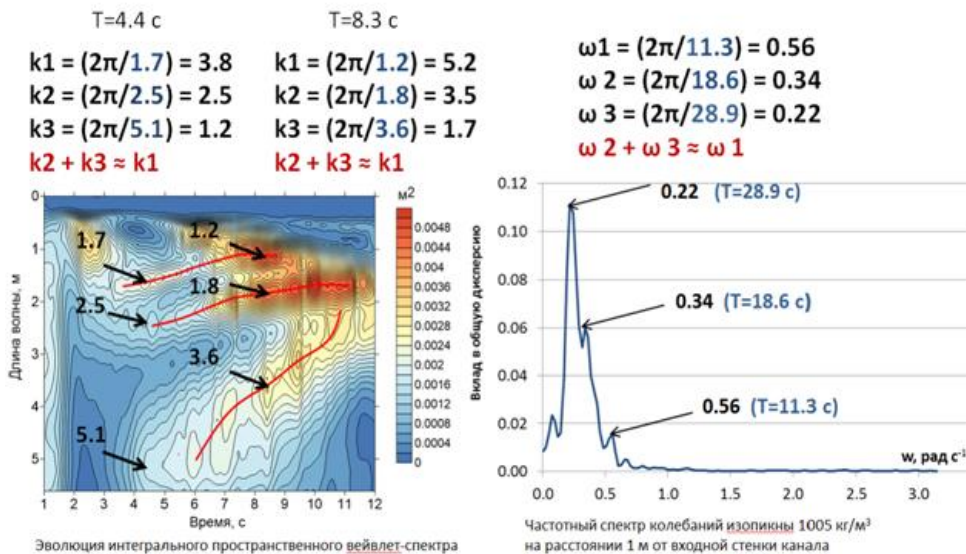 T=4.4 с
k1 = (2π/1.7) = 3.8
k2 = (2π/2.5) = 2.5
k3 = (2π/5.1) = 1.2
k2 + k3 ≈ k1
T=8.3 с
k1 = (2π/1.2) = 5.2
k2 = (2π/1.8) = 3.5
k3 = (2π/3.6) = 1.7
k2 + k3 ≈ k1
ω1 = (2π/11.3) = 0.56
ω 2 = (2π/18.6) = 0.34
ω 3 = (2π/28.9) = 0.22
ω 2 + ω 3 ≈ ω 1
Длина волны, м
0
1
2
3
4
5
1.7
1.2
2.5
1.8
3.6
5.1
1 2 3 4 5 6 7 8 9 10 11 12
Время, с
м²
0.0048
0.004
0.0036
0.0028
0.002
0.0016
0.0012
0.0004
0
Эволюция интегрального пространственного вейвлет-спектра
Вклад в общую дисперсию
0.12
0.10
0.08
0.06
0.04
0.02
0.00
0.22 (T=28.9 с)
0.34 (T=18.6 с)
0.56 (T=11.3 с)
w, рад с⁻¹
0.0 0.5 1.0 1.5 2.0 2.5 3.0
Частотный спектр колебаний изопикны 1005 кг/м³
на расстоянии 1 м от входной стенки канала